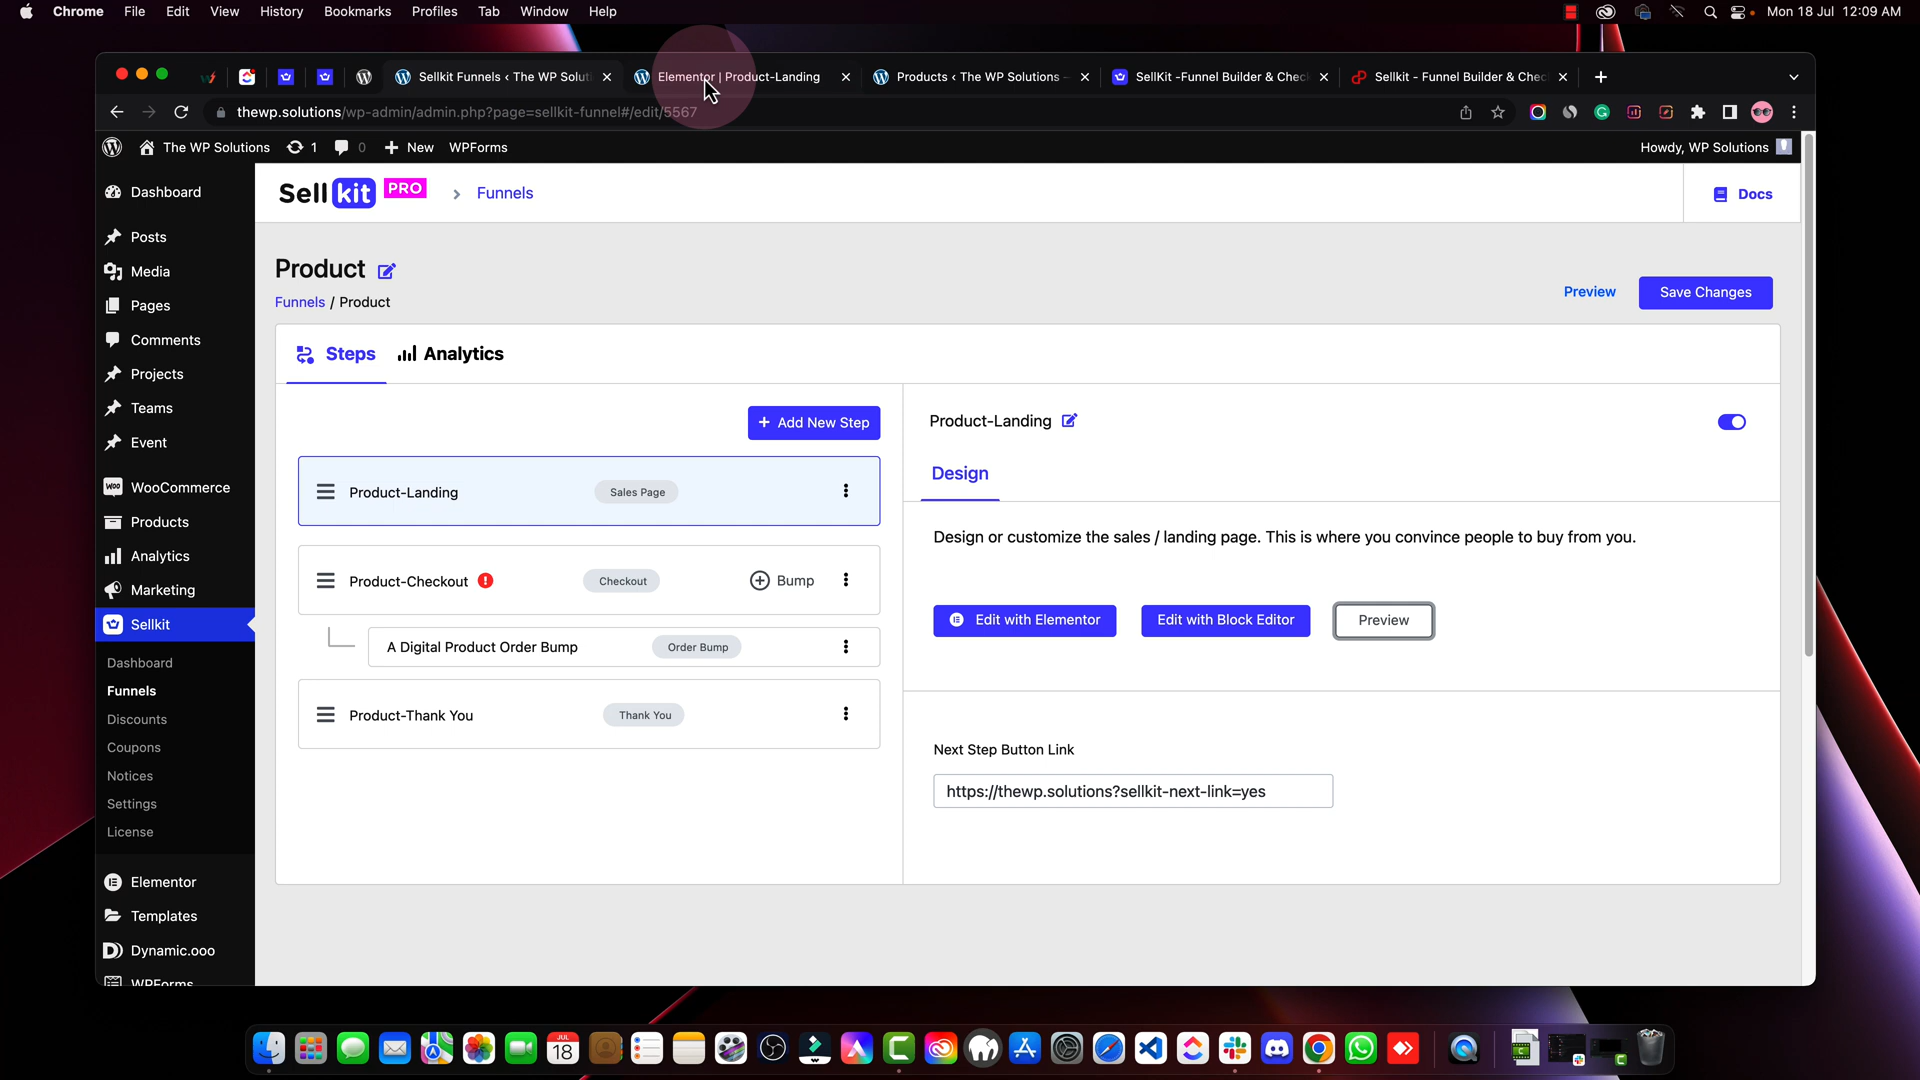 Chrome File Edit View History Bookmarks Profiles Tab Window Help
Mon 18 Jul 12:09 AM
Sellkit Funnels ‹ The WP Soluti
Elementor | Product-Landing
Products ‹ The WP Solutions –
SellKit -Funnel Builder & Chec
Sellkit - Funnel Builder & Chec
thewp.solutions/wp-admin/admin.php?page=sellkit-funnel#/edit/5567
The WP Solutions 1 0 New WPForms
Howdy, WP Solutions
Dashboard
Posts
Media
Pages
Comments
Projects
Teams
Event
WooCommerce
Products
Analytics
Marketing
Sellkit
Dashboard
Funnels
Discounts
Coupons
Notices
Settings
License
Elementor
Templates
Dynamic.ooo
WPForms
Sell kit PRO › Funnels
Docs
Product
Funnels / Product
Preview
Save Changes
Steps
Analytics
+ Add New Step
Product-Landing Sales Page
Product-Checkout ! Checkout Bump
A Digital Product Order Bump Order Bump
Product-Thank You Thank You
Product-Landing
Design
Design or customize the sales / landing page. This is where you convince people to buy from you.
Edit with Elementor
Edit with Block Editor
Preview
Next Step Button Link
https://thewp.solutions?sellkit-next-link=yes
JUL
18